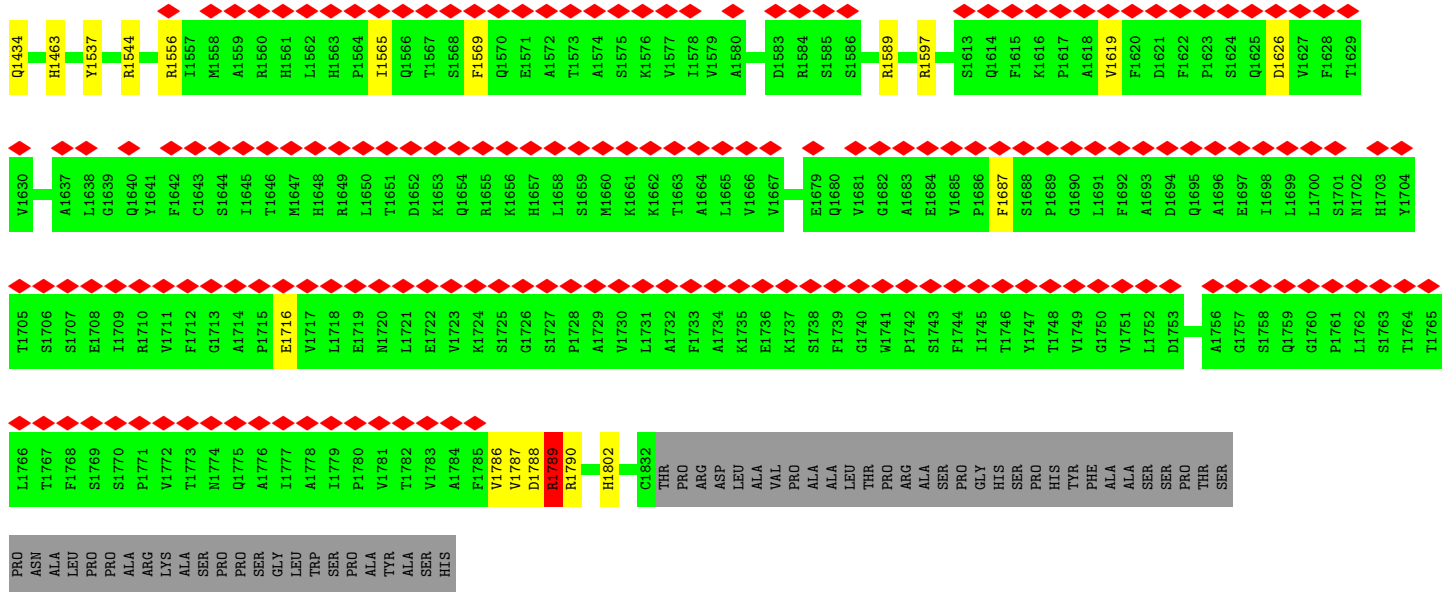 Q1434 H1463 Y1537 R1544 R1556 I1557 M1558 A1559 R1560 H1561 L1562 H1563 P1564 I1565 Q1566 T1567 S1568 F1569 Q1570 E1571 A1572 T1573 A1574 S1575 K1576 V1577 I1578 V1579 A1580 D1583 R1584 S1585 S1586 R1589 R1597 S1613 Q1614 F1615 K1616 P1617 A1618 V1619 F1620 D1621 F1622 P1623 S1624 Q1625 D1626 V1627 F1628 T1629
V1630 A1637 L1638 G1639 Q1640 Y1641 F1642 C1643 S1644 I1645 T1646 M1647 H1648 R1649 L1650 T1651 D1652 K1653 Q1654 R1655 K1656 H1657 L1658 S1659 M1660 K1661 K1662 T1663 A1664 L1665 V1666 V1667 E1679 Q1680 V1681 G1682 A1683 E1684 V1685 P1686 F1687 S1688 P1689 G1690 L1691 F1692 A1693 D1694 Q1695 A1696 E1697 I1698 L1699 L1700 S1701 N1702 H1703 Y1704
T1705 S1706 S1707 E1708 I1709 R1710 V1711 F1712 G1713 A1714 P1715 E1716 V1717 L1718 E1719 N1720 L1721 E1722 V1723 K1724 S1725 G1726 S1727 P1728 A1729 V1730 L1731 A1732 F1733 A1734 K1735 E1736 K1737 S1738 F1739 G1740 W1741 P1742 S1743 F1744 I1745 T1746 Y1747 T1748 V1749 G1750 V1751 L1752 D1753 A1756 G1757 S1758 Q1759 G1760 P1761 L1762 S1763 T1764 T1765
L1766 T1767 F1768 S1769 S1770 P1771 V1772 T1773 N1774 Q1775 A1776 I1777 A1778 I1779 P1780 V1781 T1782 V1783 A1784 F1785 V1786 V1787 D1788 R1789 R1790 H1802 C1832 THR PRO ARG ASP LEU ALA VAL PRO ALA ALA LEU THR PRO ARG ALA SER PRO GLY HIS SER PRO HIS TYR PHE ALA ALA SER SER PRO THR SER
PRO ASN ALA LEU PRO PRO ALA ARG LYS ALA SER PRO PRO SER GLY LEU TRP SER PRO ALA TYR ALA SER HIS